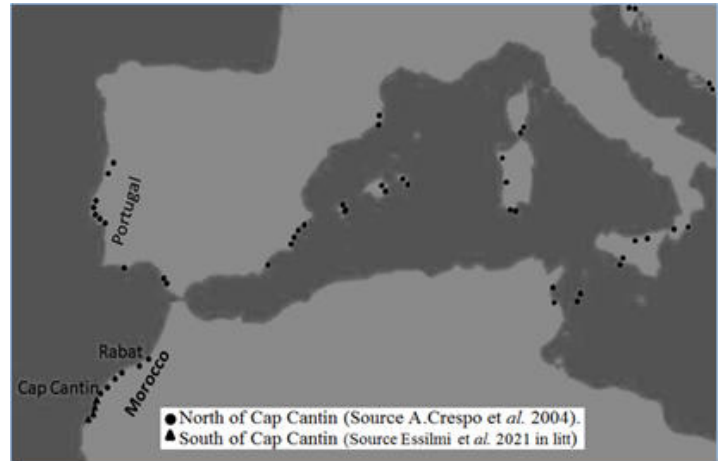 Portugal
Rabat
Morocco
Cap Cantin
North of Cap Cantin (Source A.Crespo et al. 2004).
South of Cap Cantin (Source Essilmi et al. 2021 in litt)